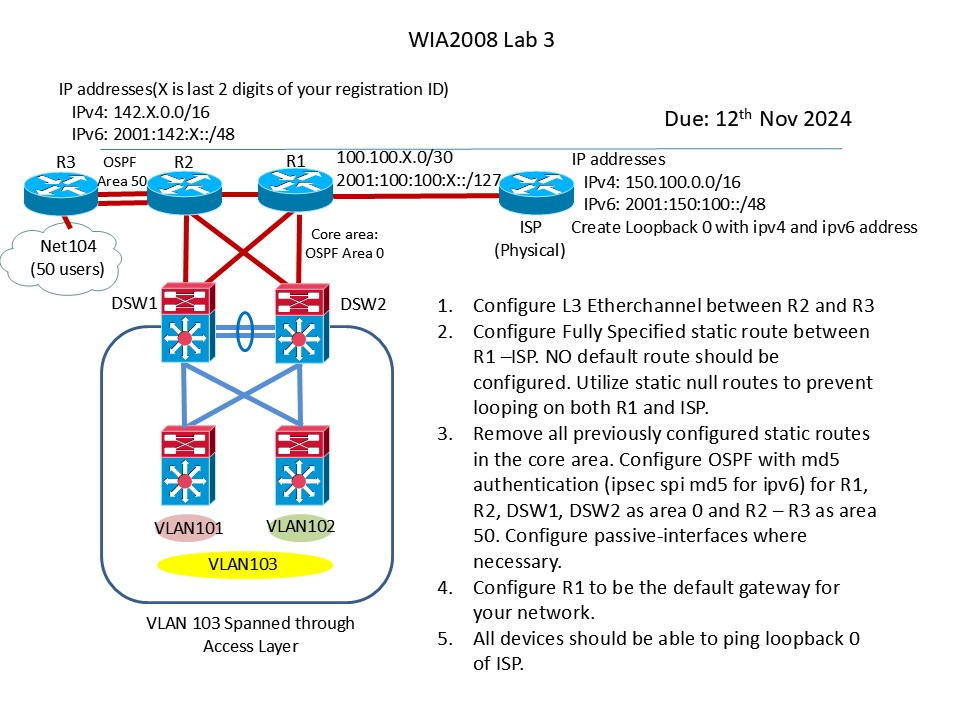 WIA2008 Lab 3
IP addresses(X is last 2 digits of your registration ID)
IPv4: 142.X.0.0/16
IPv6: 2001:142:X::/48
Due: 12th Nov 2024
R3
OSPF
Area 50
R2
R1
100.100.X.0/30
2001:100:100:X::/127
IP addresses
IPv4: 150.100.0.0/16
IPv6: 2001:150:100::/48
Create Loopback 0 with ipv4 and ipv6 address
ISP
(Physical)
Net104
(50 users)
Core area:
OSPF Area 0
DSW1
DSW2
VLAN101
VLAN102
VLAN103
VLAN 103 Spanned through
Access Layer
1. Configure L3 Etherchannel between R2 and R3
2. Configure Fully Specified static route between
R1 –ISP. NO default route should be
configured. Utilize static null routes to prevent
looping on both R1 and ISP.
3. Remove all previously configured static routes
in the core area. Configure OSPF with md5
authentication (ipsec spi md5 for ipv6) for R1,
R2, DSW1, DSW2 as area 0 and R2 – R3 as area
50. Configure passive-interfaces where
necessary.
4. Configure R1 to be the default gateway for
your network.
5. All devices should be able to ping loopback 0
of ISP.